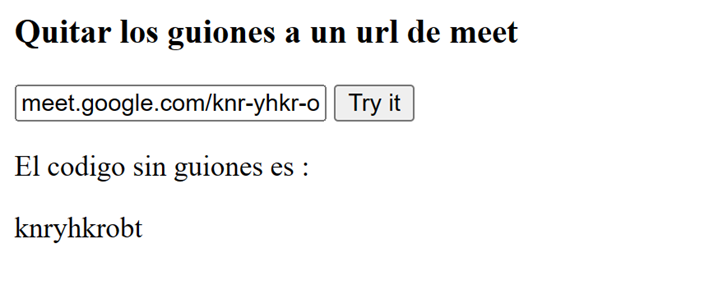 Quitar los guiones a un url de meet
meet.google.com/knr-yhkr-o Try it
El codigo sin guiones es :
knryhkrobt